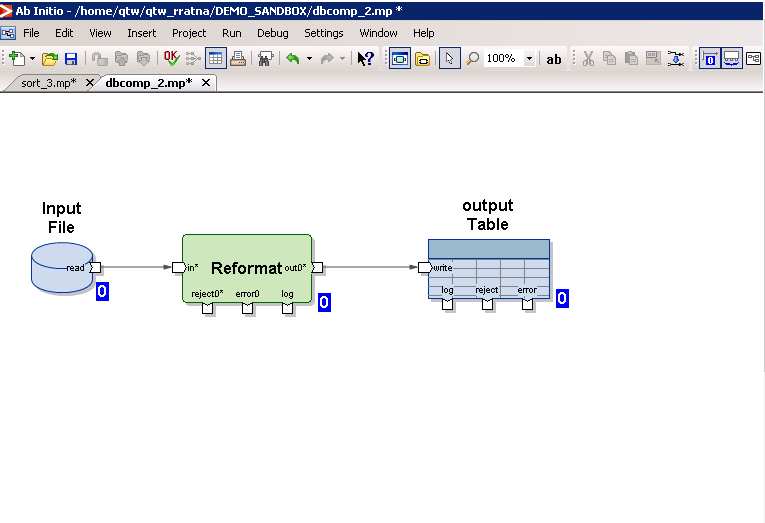 Ab Initio - /home/qtw/qtw_rratna/DEMO_SANDBOX/dbcomp_2.mp *
File Edit View Insert Project Run Debug Settings Window Help
OK 100% ab 0
sort_3.mp* dbcomp_2.mp*
Input
File
read
0
in* Reformat out0*
reject0* error0 log
0
output
Table
write
log reject error
0